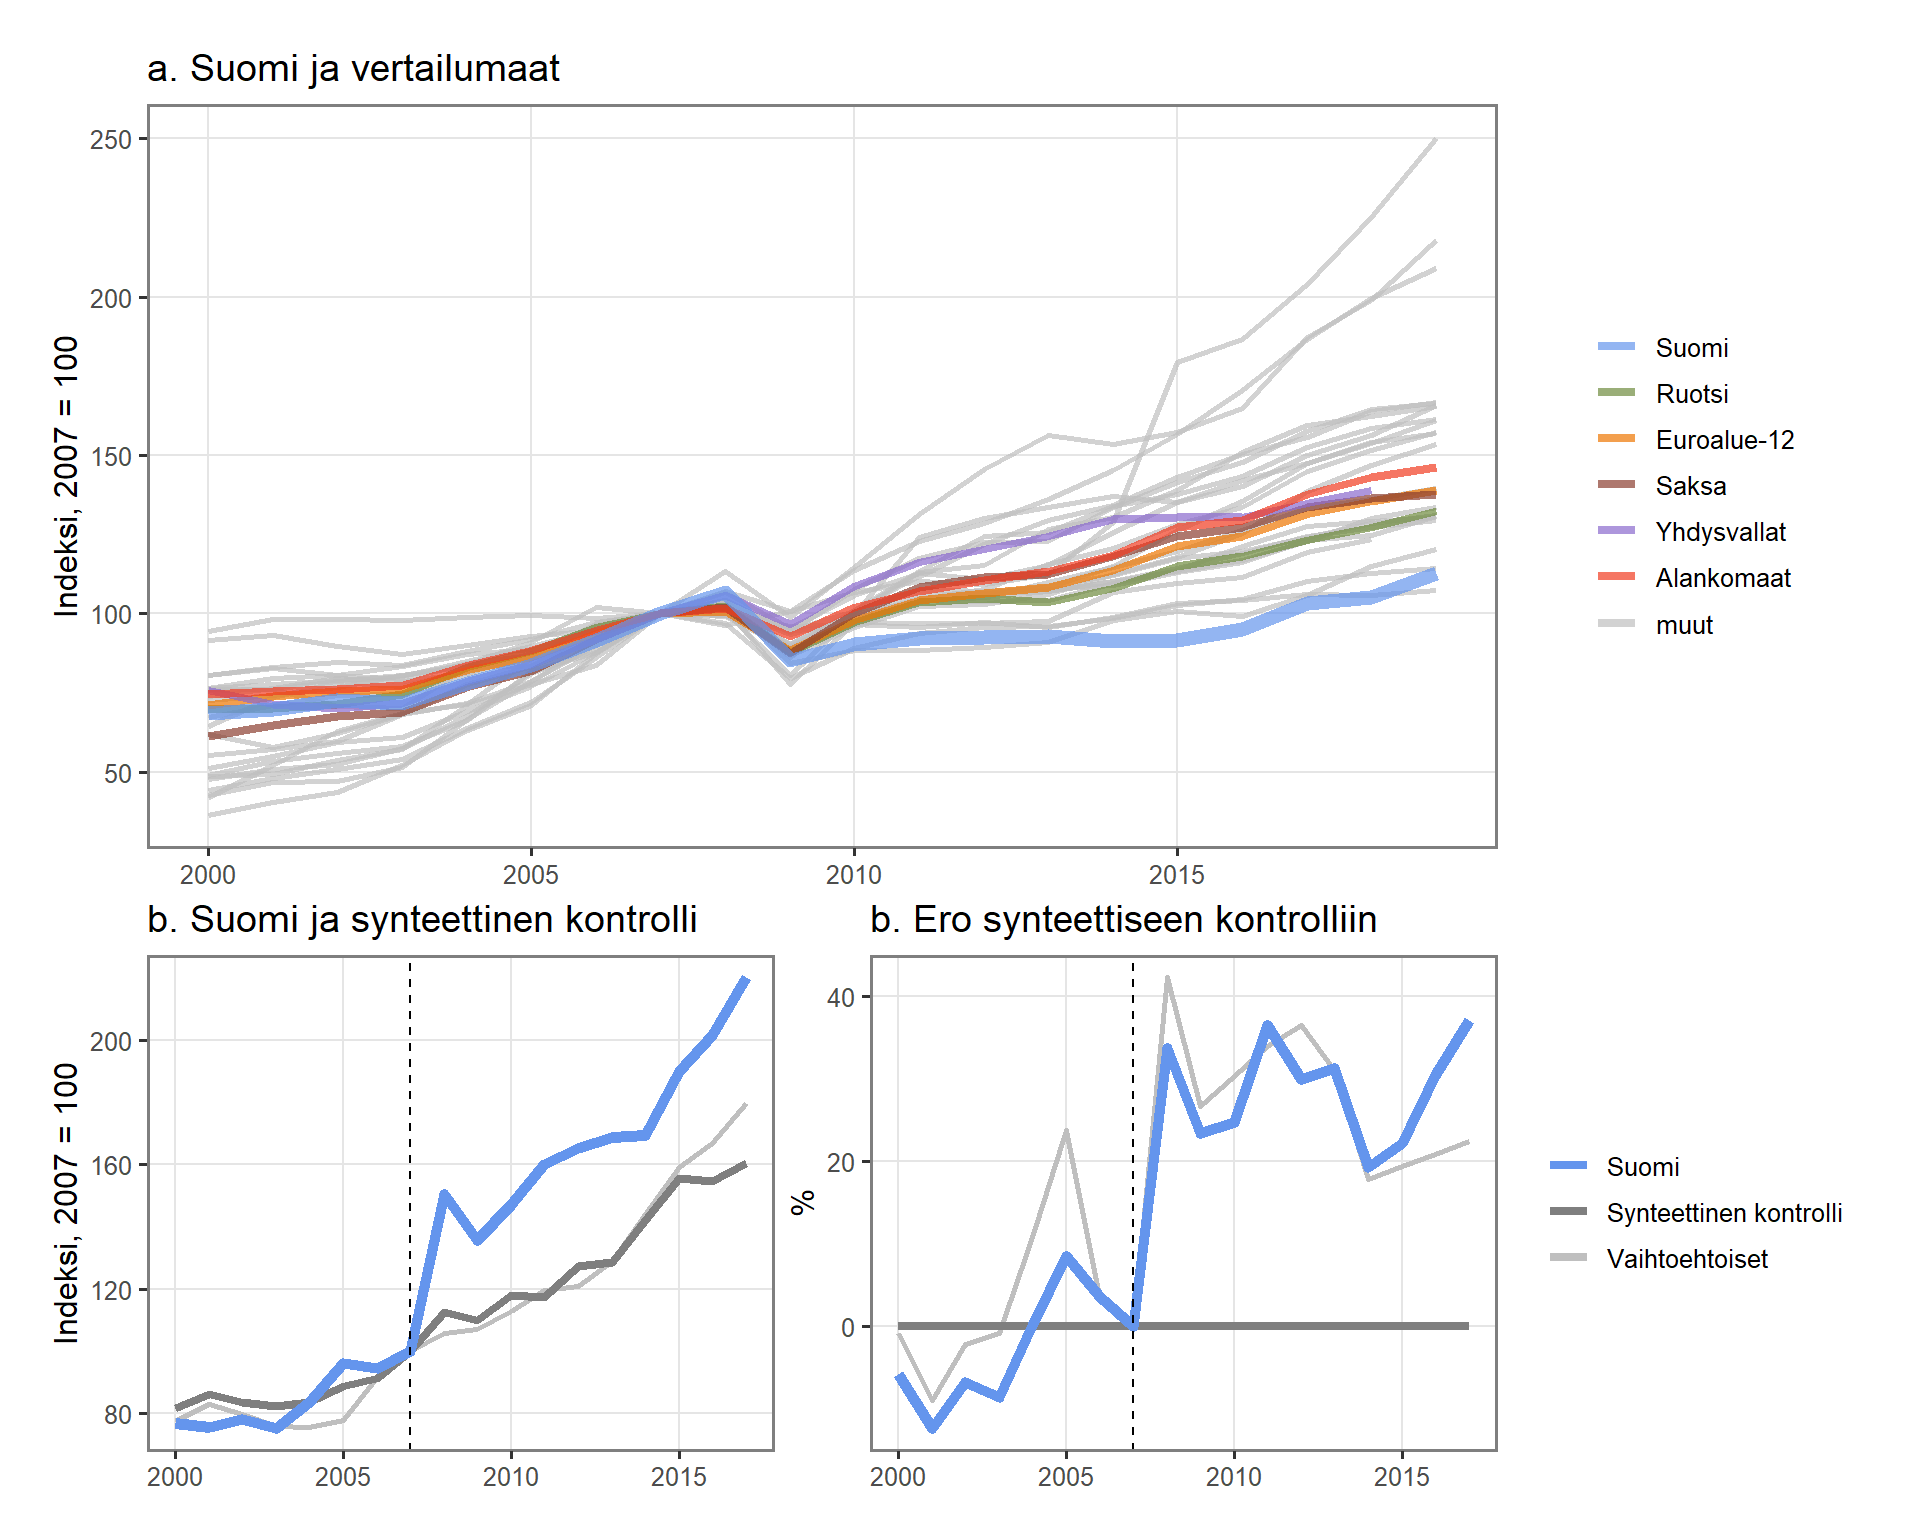 a. Suomi ja vertailumaat
Indeksi, 2007 = 100
250
200
150
100
50
2000
2005
2010
2015
Suomi
Ruotsi
Euroalue-12
Saksa
Yhdysvallat
Alankomaat
muut
b. Suomi ja synteettinen kontrolli
Indeksi, 2007 = 100
200
160
120
80
2000
2005
2010
2015
b. Ero synteettiseen kontrolliin
%
40
20
0
2000
2005
2010
2015
Suomi
Synteettinen kontrolli
Vaihtoehtoiset